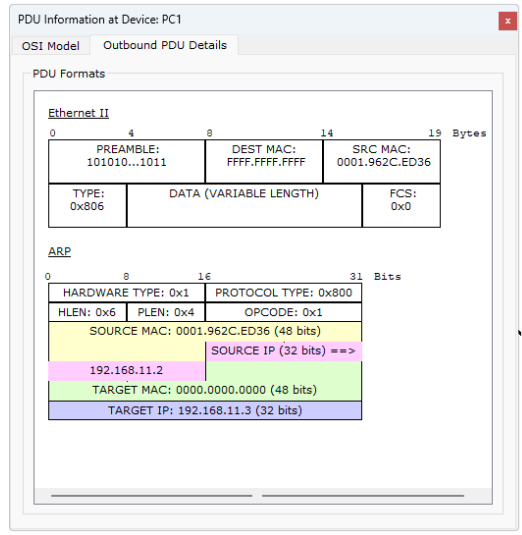 PDU Information at Device: PC1
x
OSI Model Outbound PDU Details
PDU Formats
Ethernet II
0 4 8 14 19 Bytes
PREAMBLE: DEST MAC: SRC MAC:
101010...1011 FFFF.FFFF.FFFF 0001.962C.ED36
TYPE: DATA (VARIABLE LENGTH) FCS:
0x806 0x0
ARP
0 8 16 31 Bits
HARDWARE TYPE: 0x1 PROTOCOL TYPE: 0x800
HLEN: 0x6 PLEN: 0x4 OPCODE: 0x1
SOURCE MAC: 0001.962C.ED36 (48 bits)
SOURCE IP (32 bits) ==>
192.168.11.2
TARGET MAC: 0000.0000.0000 (48 bits)
TARGET IP: 192.168.11.3 (32 bits)